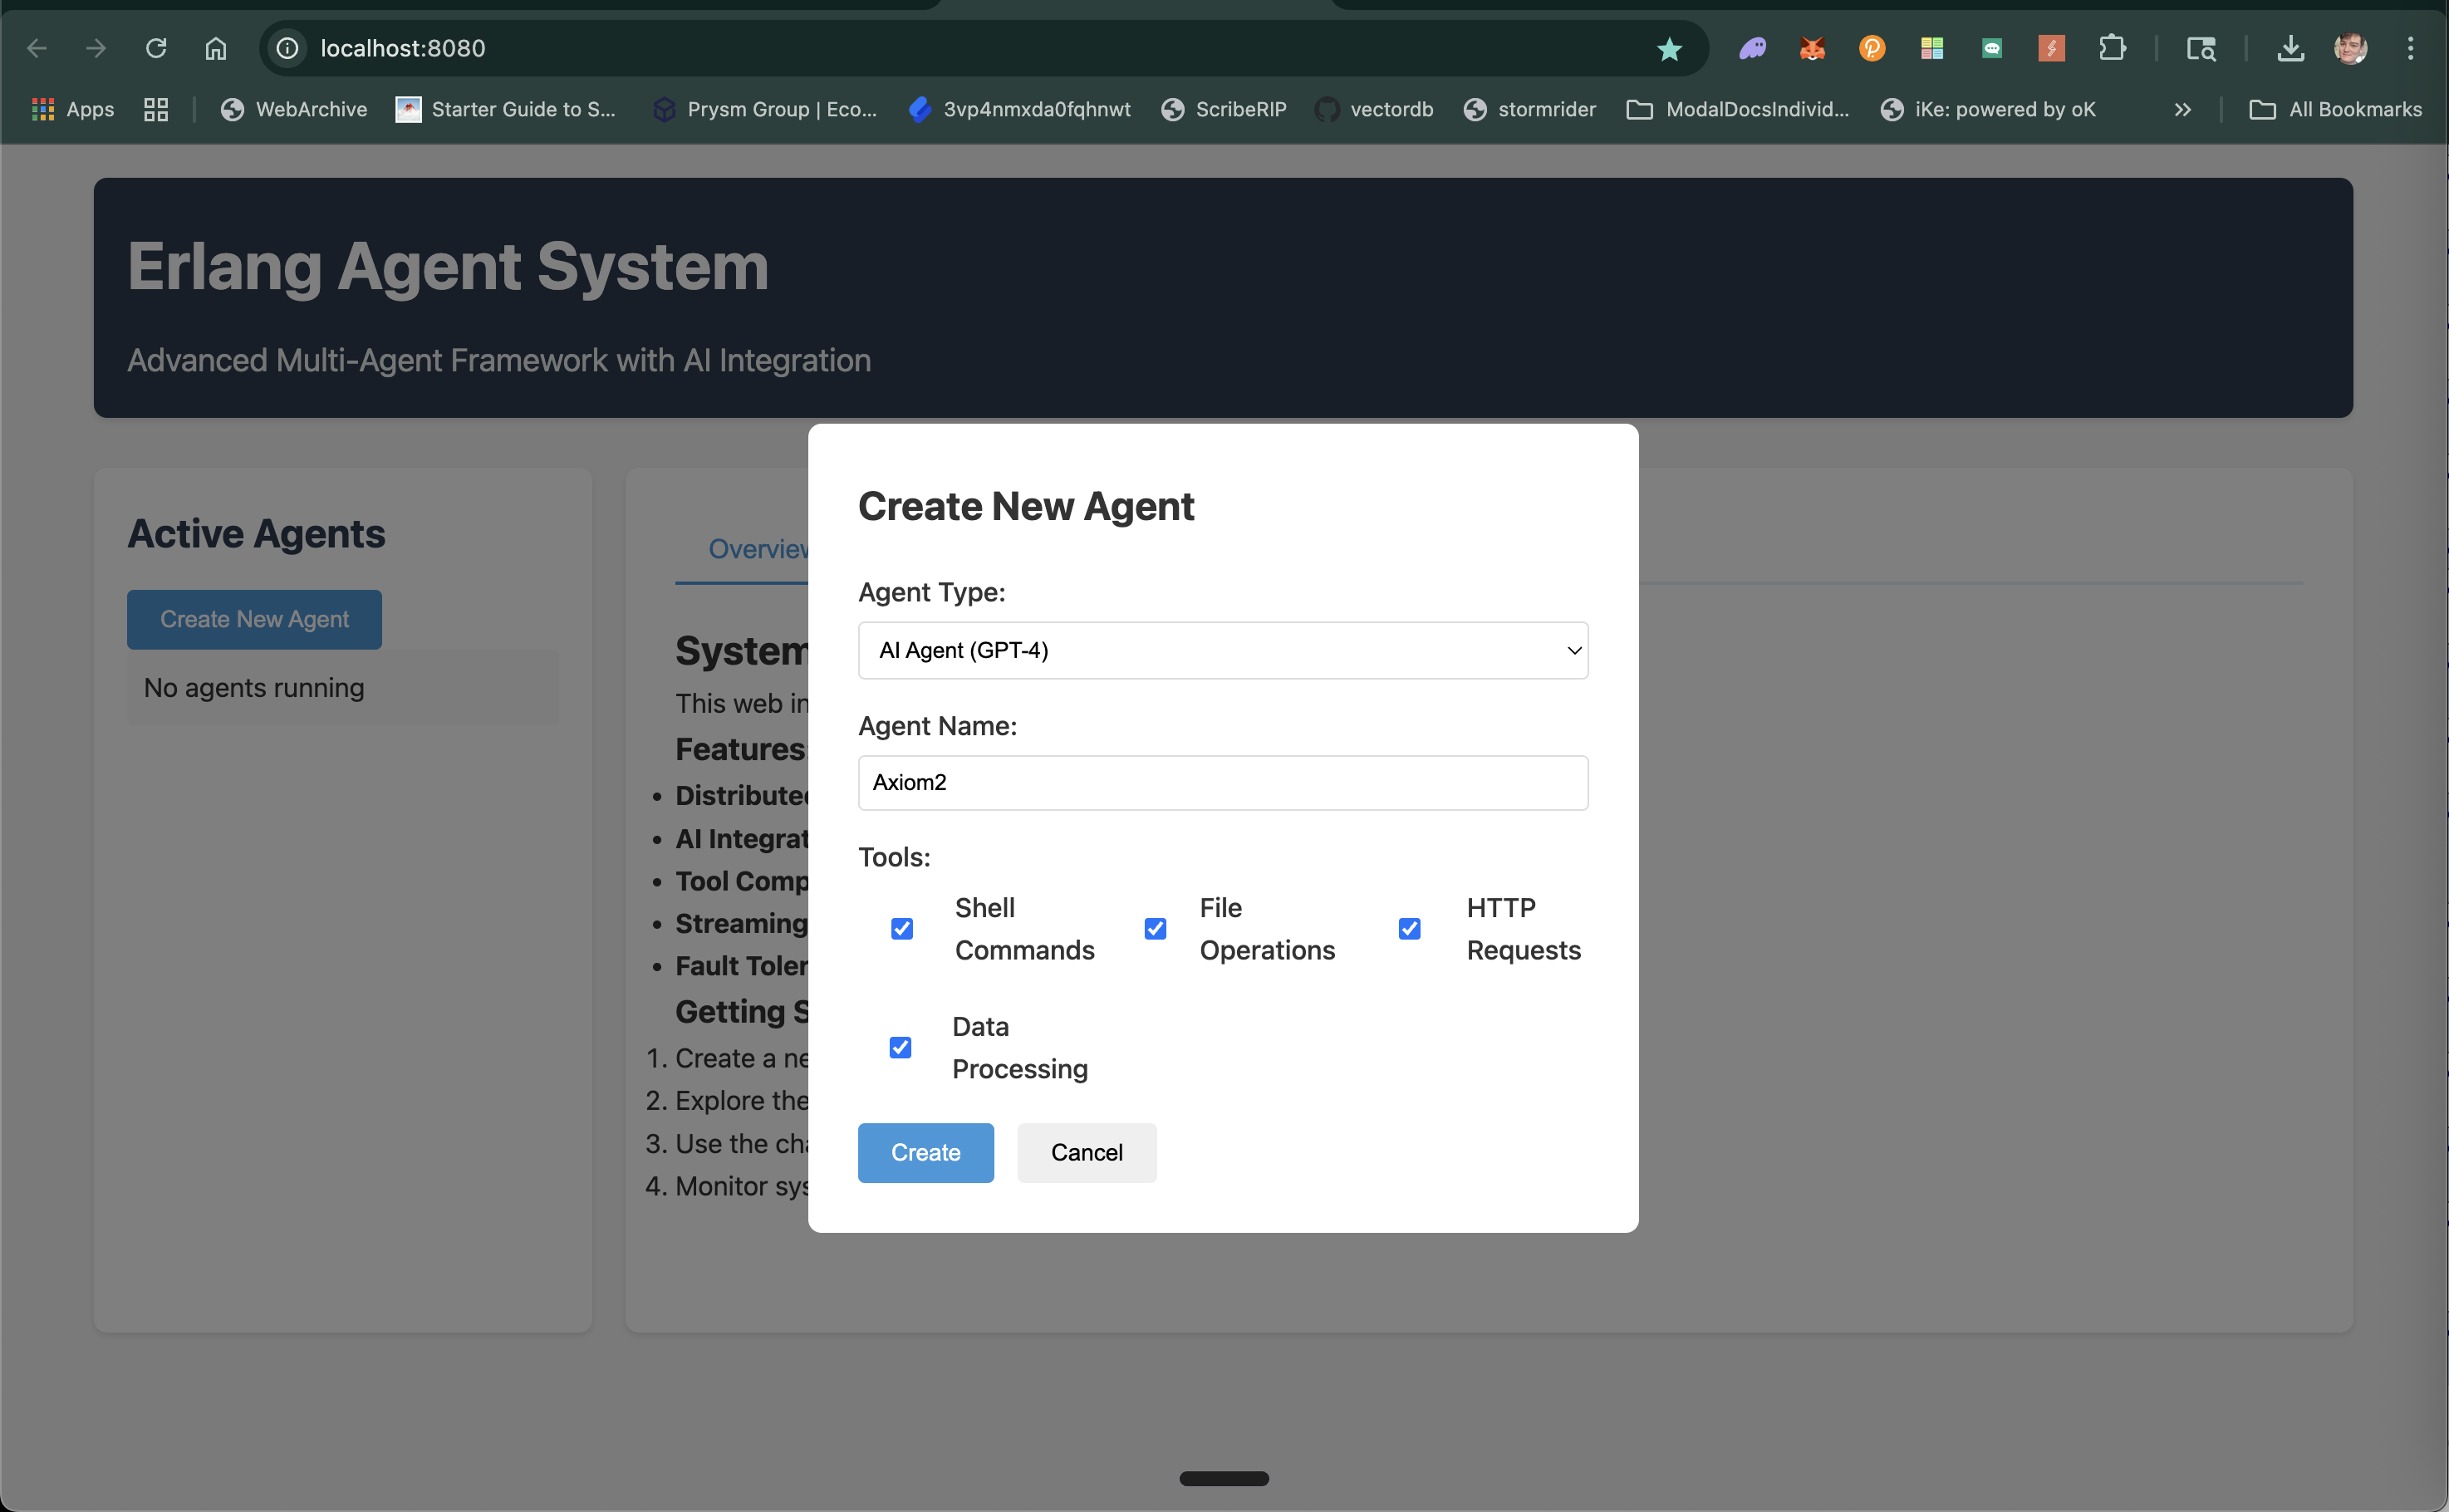 localhost:8080
Apps
WebArchive
Starter Guide to S...
Prysm Group | Eco...
3vp4nmxda0fqhnwt
ScribeRIP
vectordb
stormrider
ModalDocsIndivid...
iKe: powered by oK
All Bookmarks
Erlang Agent System
Advanced Multi-Agent Framework with AI Integration
Active Agents
Create New Agent
No agents running
Overview
System
This web in
Features:
• Distributed
• AI Integrat
• Tool Comp
• Streaming
• Fault Toler
Getting S
1. Create a ne
2. Explore the
3. Use the cha
4. Monitor sys
Create New Agent
Agent Type:
AI Agent (GPT-4)
Agent Name:
Axiom2
Tools:
Shell
Commands
File
Operations
HTTP
Requests
Data
Processing
Create
Cancel